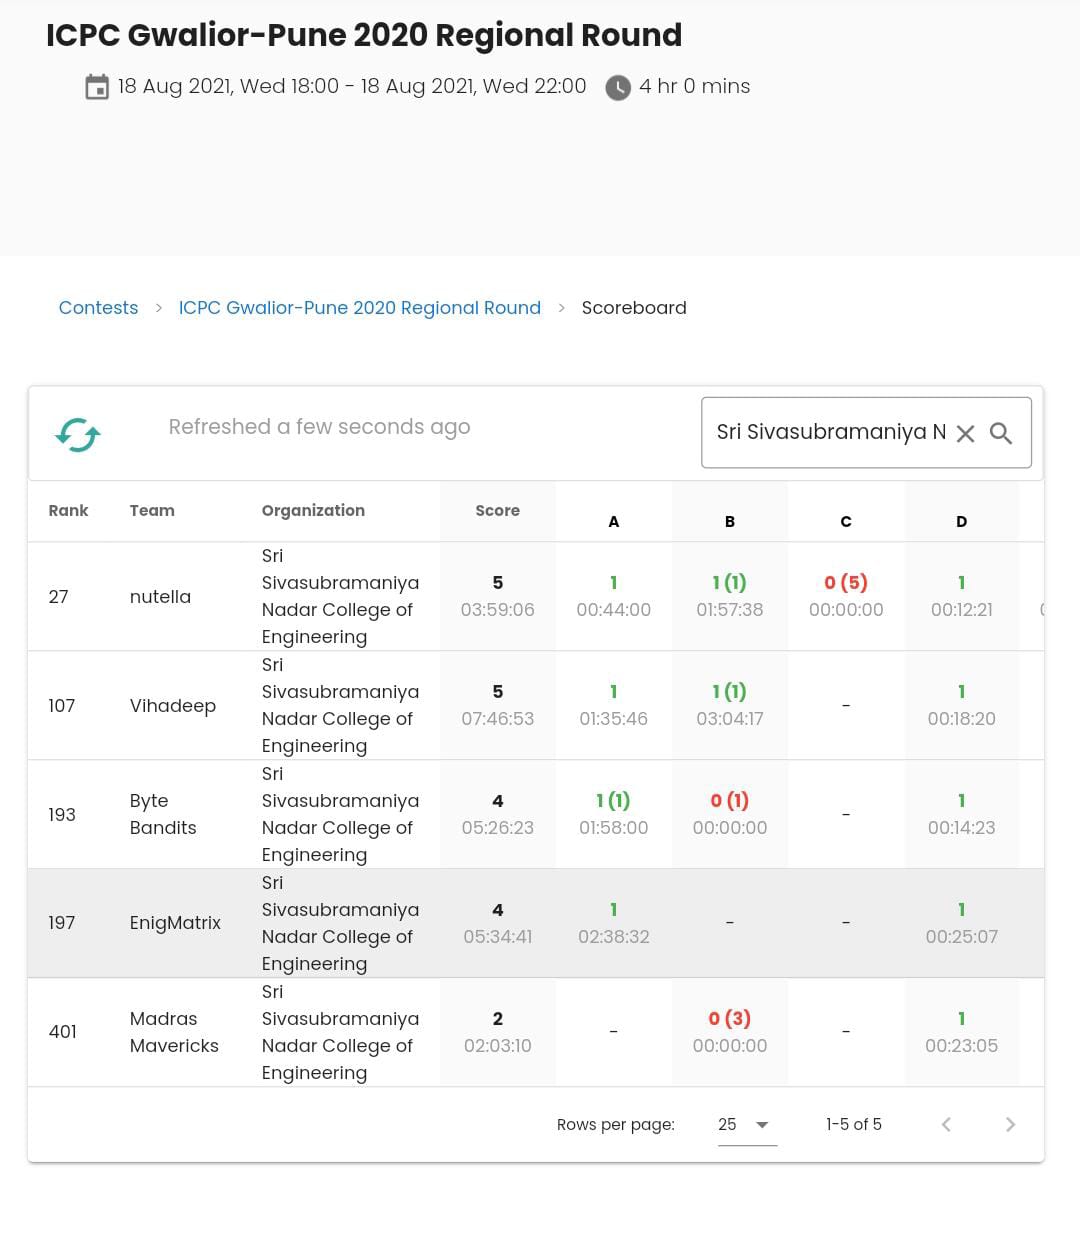 ICPC Gwalior-Pune 2020 Regional Round
18 Aug 2021, Wed 18:00 - 18 Aug 2021, Wed 22:00 4 hr 0 mins
Contests > ICPC Gwalior-Pune 2020 Regional Round > Scoreboard
Refreshed a few seconds ago
Sri Sivasubramaniya N
Rank Team Organization Score A B C D
27 nutella Sri Sivasubramaniya Nadar College of Engineering 5 03:59:06 1 00:44:00 1 (1) 01:57:38 0 (5) 00:00:00 1 00:12:21
107 Vihadeep Sri Sivasubramaniya Nadar College of Engineering 5 07:46:53 1 01:35:46 1 (1) 03:04:17 - 1 00:18:20
193 Byte Bandits Sri Sivasubramaniya Nadar College of Engineering 4 05:26:23 1 (1) 01:58:00 0 (1) 00:00:00 - 1 00:14:23
197 EnigMatrix Sri Sivasubramaniya Nadar College of Engineering 4 05:34:41 1 02:38:32 - - 1 00:25:07
401 Madras Mavericks Sri Sivasubramaniya Nadar College of Engineering 2 02:03:10 - 0 (3) 00:00:00 - 1 00:23:05
Rows per page: 25 1-5 of 5